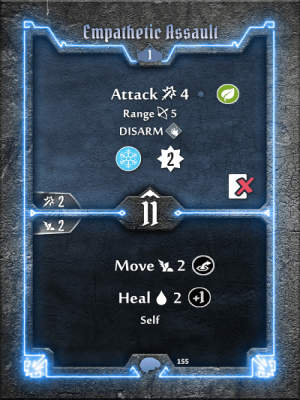 Empathetic Assault
1
Attack 4
Range 5
DISARM
2
2
11
2
Move 2
Heal 2 +1
Self
155